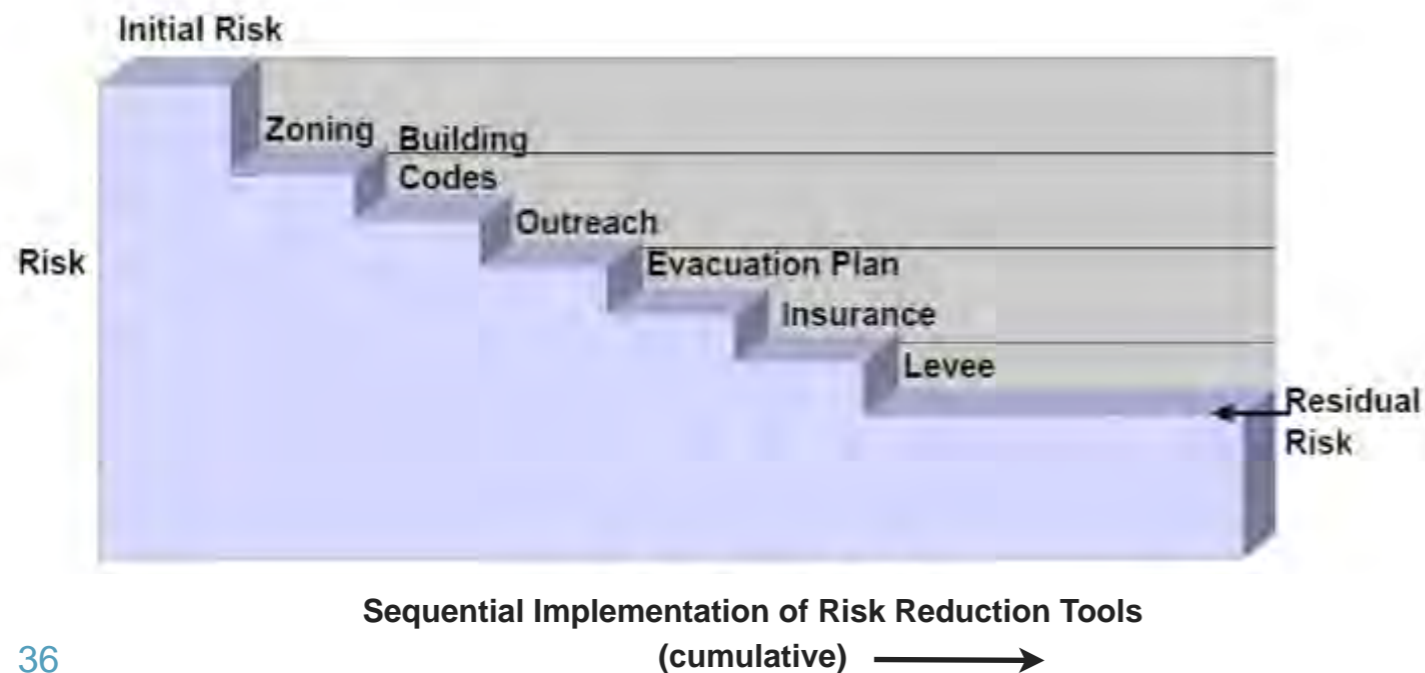 Initial Risk
Zoning
Building
Codes
Outreach
Risk
Evacuation Plan
Insurance
Levee
Residual
Risk
Sequential Implementation of Risk Reduction Tools
(cumulative)
36